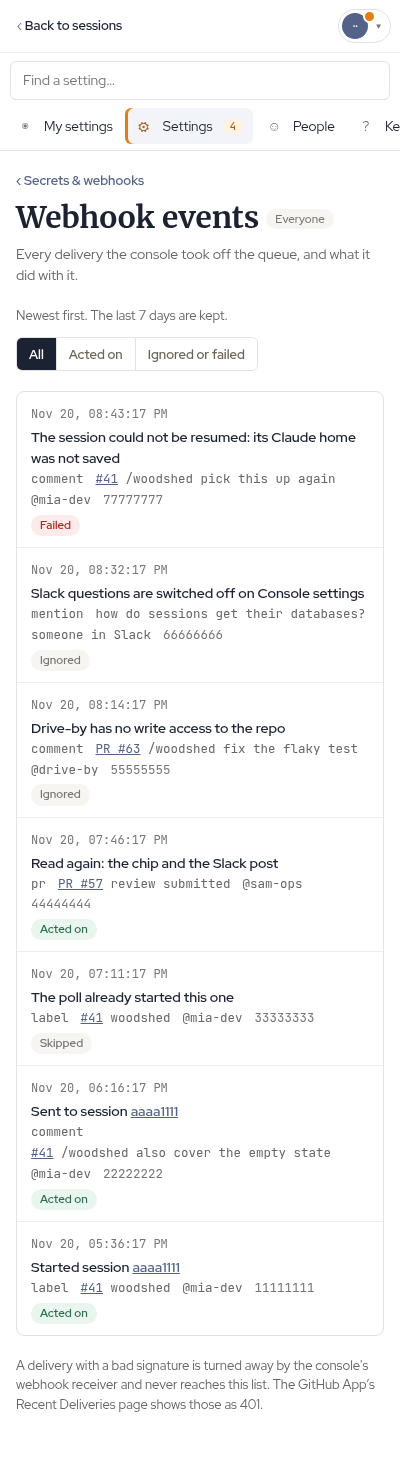 ‹ Back to sessions
Find a setting…
My settings
Settings 4
People
? Ke
‹ Secrets & webhooks
Webhook events Everyone
Every delivery the console took off the queue, and what it
did with it.
Newest first. The last 7 days are kept.
All Acted on Ignored or failed
Nov 20, 08:43:17 PM
The session could not be resumed: its Claude home
was not saved
comment #41 /woodshed pick this up again
@mia-dev 77777777
Failed
Nov 20, 08:32:17 PM
Slack questions are switched off on Console settings
mention how do sessions get their databases?
someone in Slack 66666666
Ignored
Nov 20, 08:14:17 PM
Drive-by has no write access to the repo
comment PR #63 /woodshed fix the flaky test
@drive-by 55555555
Ignored
Nov 20, 07:46:17 PM
Read again: the chip and the Slack post
pr PR #57 review submitted @sam-ops
44444444
Acted on
Nov 20, 07:11:17 PM
The poll already started this one
label #41 woodshed @mia-dev 33333333
Skipped
Nov 20, 06:16:17 PM
Sent to session aaaa1111
comment
#41 /woodshed also cover the empty state
@mia-dev 22222222
Acted on
Nov 20, 05:36:17 PM
Started session aaaa1111
label #41 woodshed @mia-dev 11111111
Acted on
A delivery with a bad signature is turned away by the console's
webhook receiver and never reaches this list. The GitHub App's
Recent Deliveries page shows those as 401.